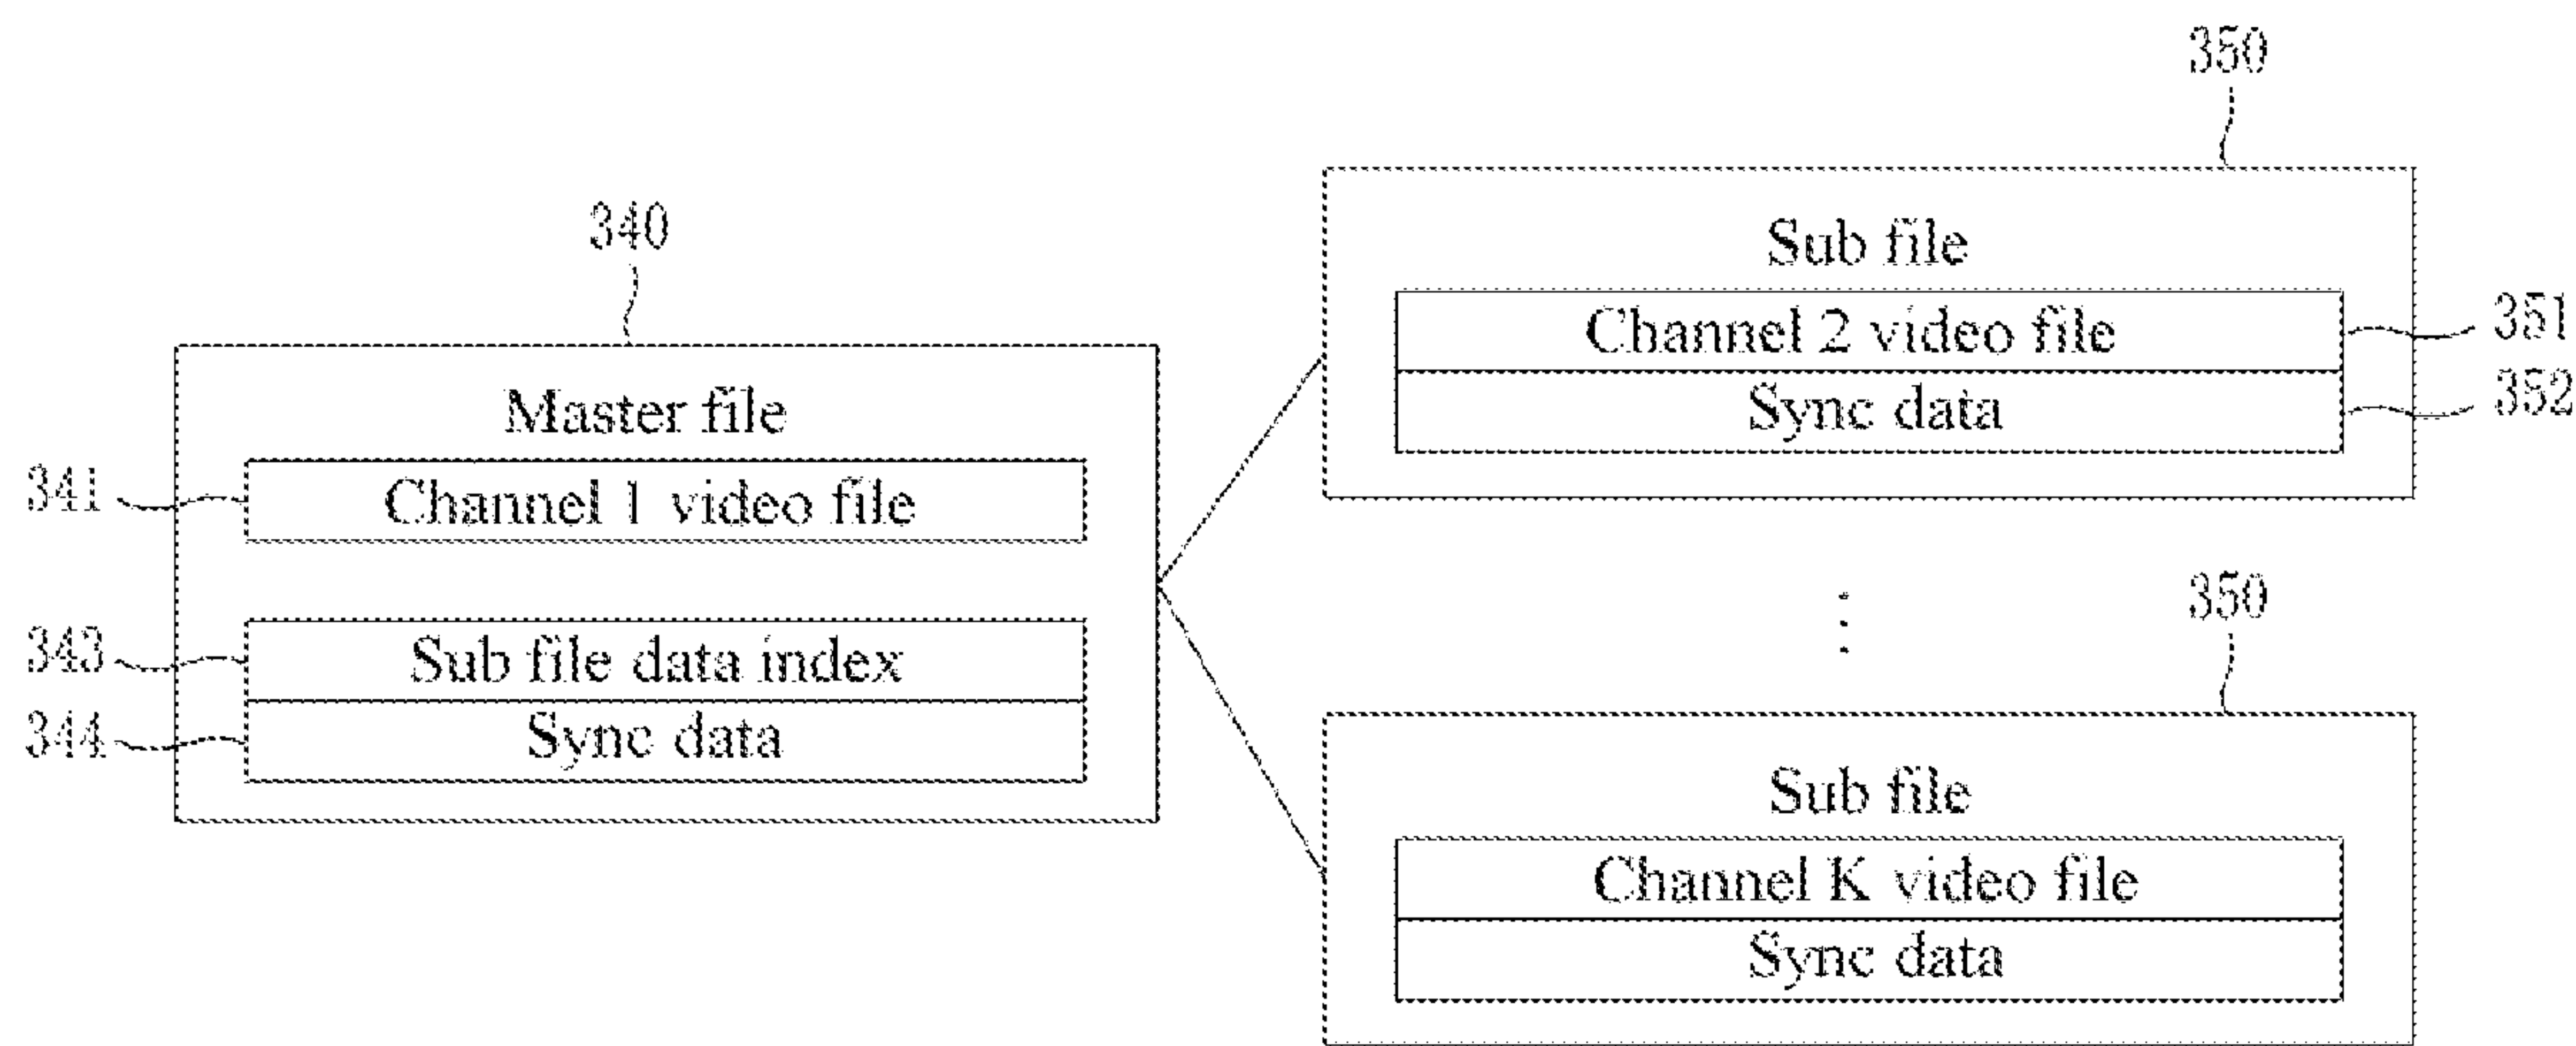 340
Master file
341
Channel 1 video file
343
Sub file data index
344
Sync data
350
Sub file
Channel 2 video file
351
Sync data
352
350
Sub file
Channel K video file
Sync data